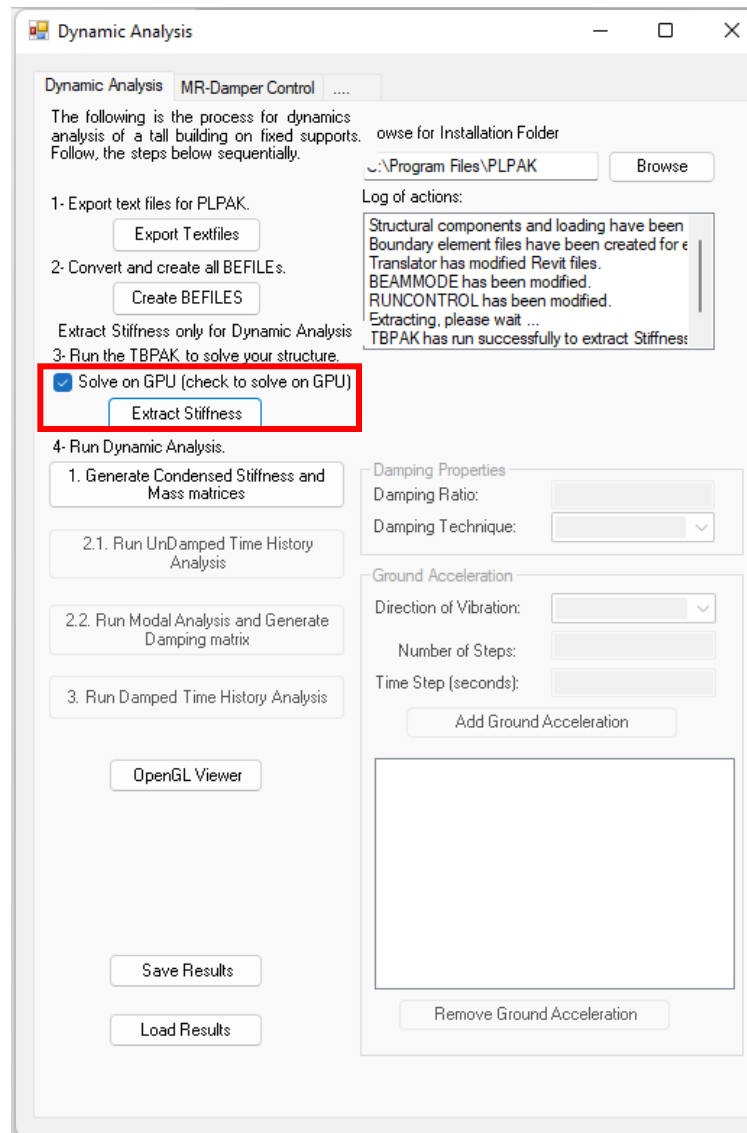 Dynamic Analysis
Dynamic Analysis
MR-Damper Control
....
The following is the process for dynamics
analysis of a tall building on fixed supports.
Follow, the steps below sequentially.
owse for Installation Folder
:\Program Files\PLPAK
Browse
1- Export text files for PLPAK.
Export Textfiles
2- Convert and create all BEFILEs.
Create BEFILES
Log of actions:
Structural components and loading have been
Boundary element files have been created for e
Translator has modified Revit files.
BEAMMODE has been modified.
RUNCONTROL has been modified.
Extracting, please wait ...
TBPAK has run successfully to extract Stiffness
Extract Stiffness only for Dynamic Analysis
3- Run the TBPAK to solve your structure.
Solve on GPU (check to solve on GPU)
Extract Stiffness
4- Run Dynamic Analysis.
1. Generate Condensed Stiffness and
Mass matrices
2.1. Run UnDamped Time History
Analysis
2.2. Run Modal Analysis and Generate
Damping matrix
3. Run Damped Time History Analysis
OpenGL Viewer
Save Results
Load Results
Damping Properties
Damping Ratio:
Damping Technique:
Ground Acceleration
Direction of Vibration:
Number of Steps:
Time Step (seconds):
Add Ground Acceleration
Remove Ground Acceleration